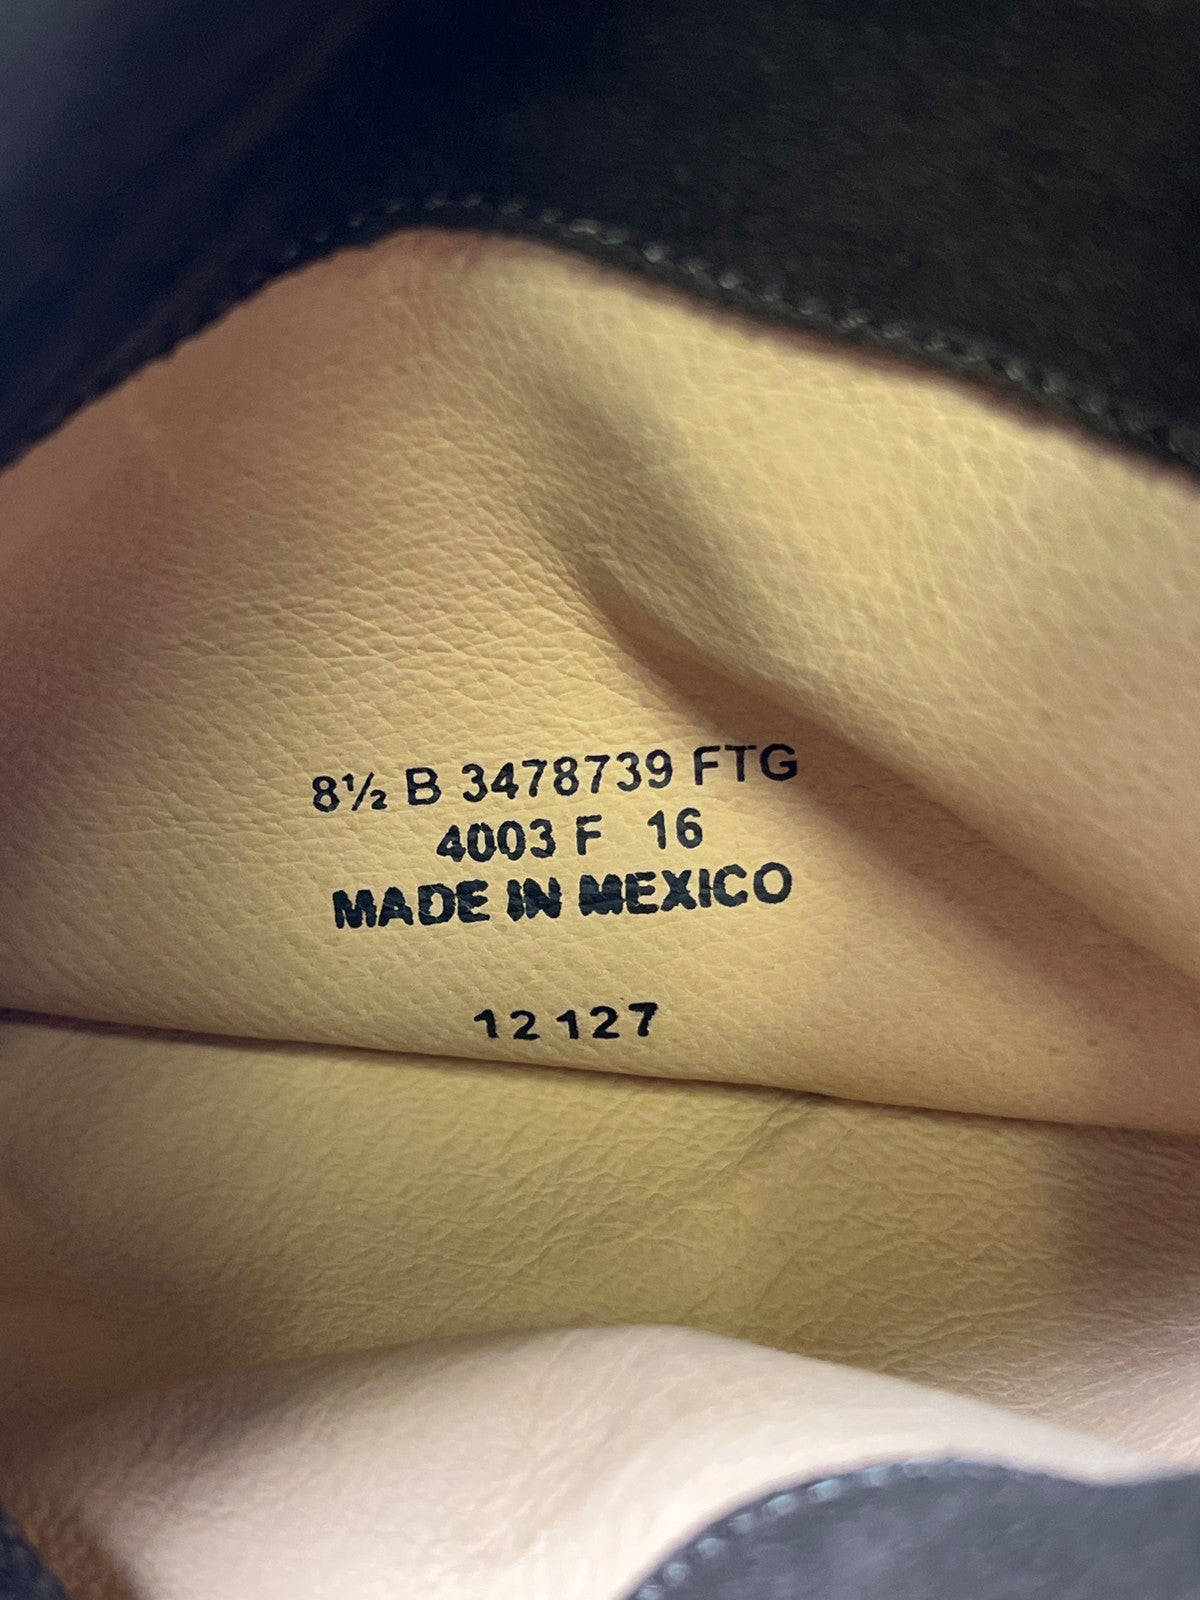 8½ B 3478739 FTG
4003 F 16
MADE IN MEXICO
12 127